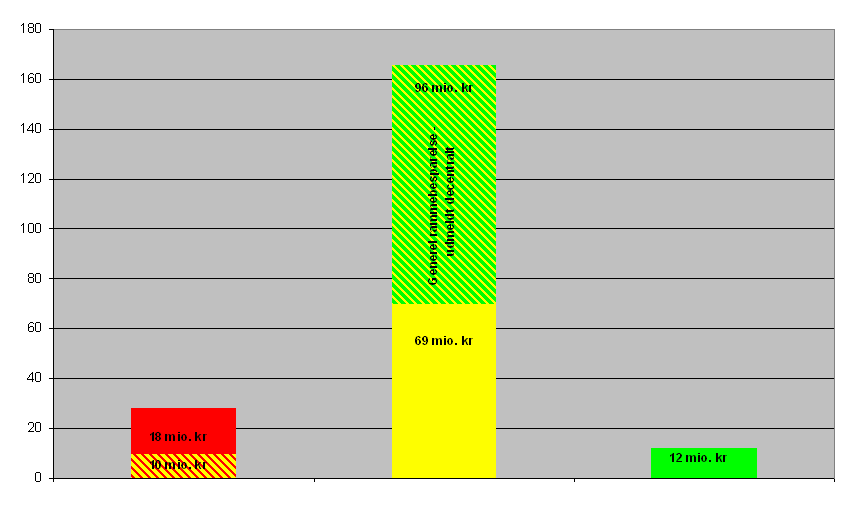 180
160
140
120
100
80
60
40
20
0
96 mio. kr
Generel rammebesparelse -
udmeldt decentralt
69 mio. kr
18 mio. kr
10 mio. kr
12 mio. kr